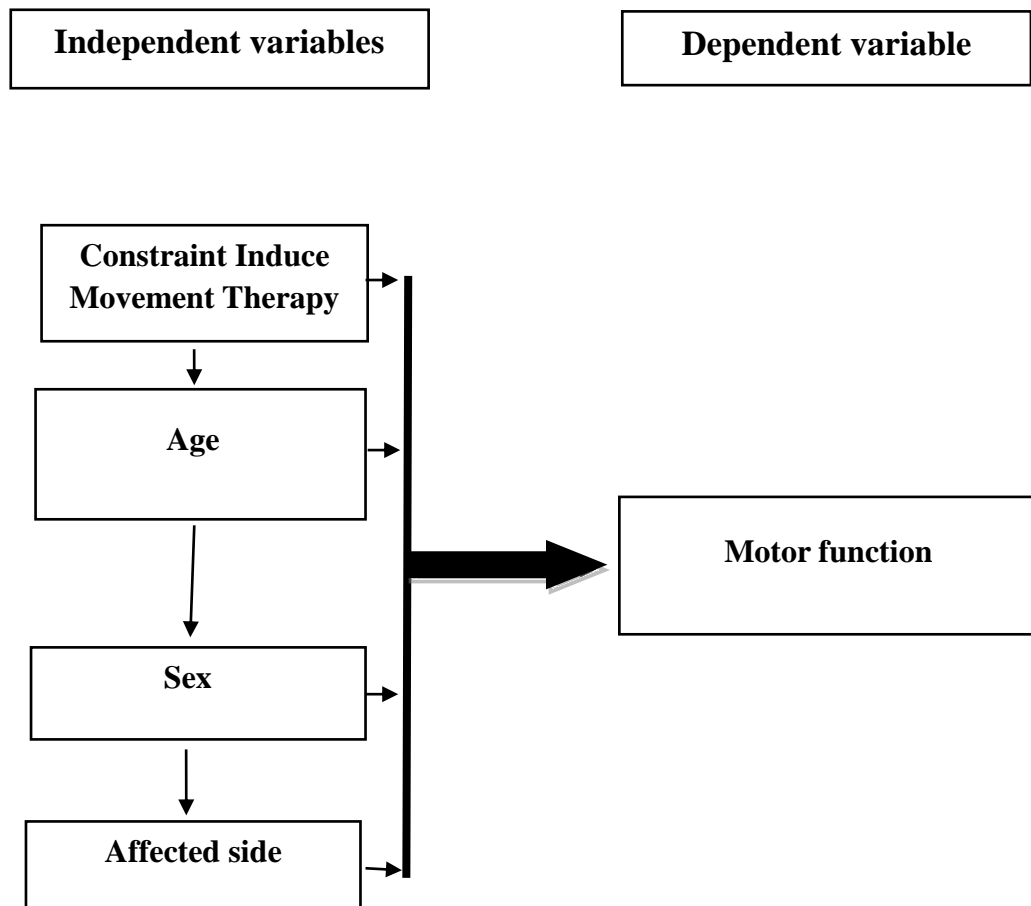 Independent variables
Dependent variable
Constraint Induce
Movement Therapy
Age
Motor function
Sex
Affected side